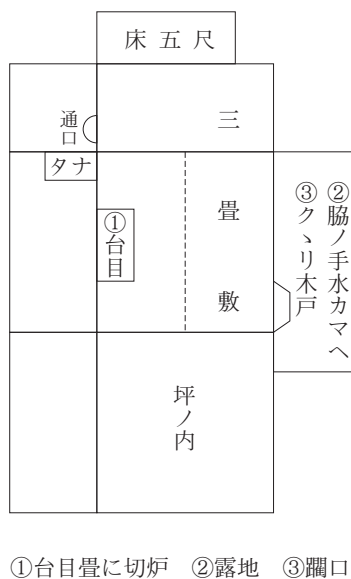 床五尺
通口
三畳敷
タナ
①台目
②脇ノ手水カマヘ
③クヽリ木戸
坪ノ内
①台目畳に切炉　②露地　③躙口